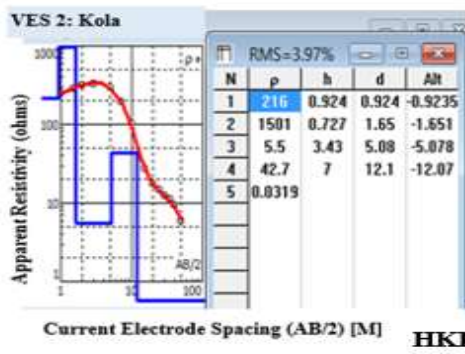 VES 2: Kola
RMS=3.97%
N ρ h d Alt
1 216 0.924 0.924 -0.9235
2 1501 0.727 1.65 -1.651
3 5.5 3.43 5.08 -5.078
4 42.7 7 12.1 -12.07
5 0.0319
Apparent Resistivity (ohms)
1000
100
10
1
ρ
AB/2
1 10 100
Current Electrode Spacing (AB/2) [M]